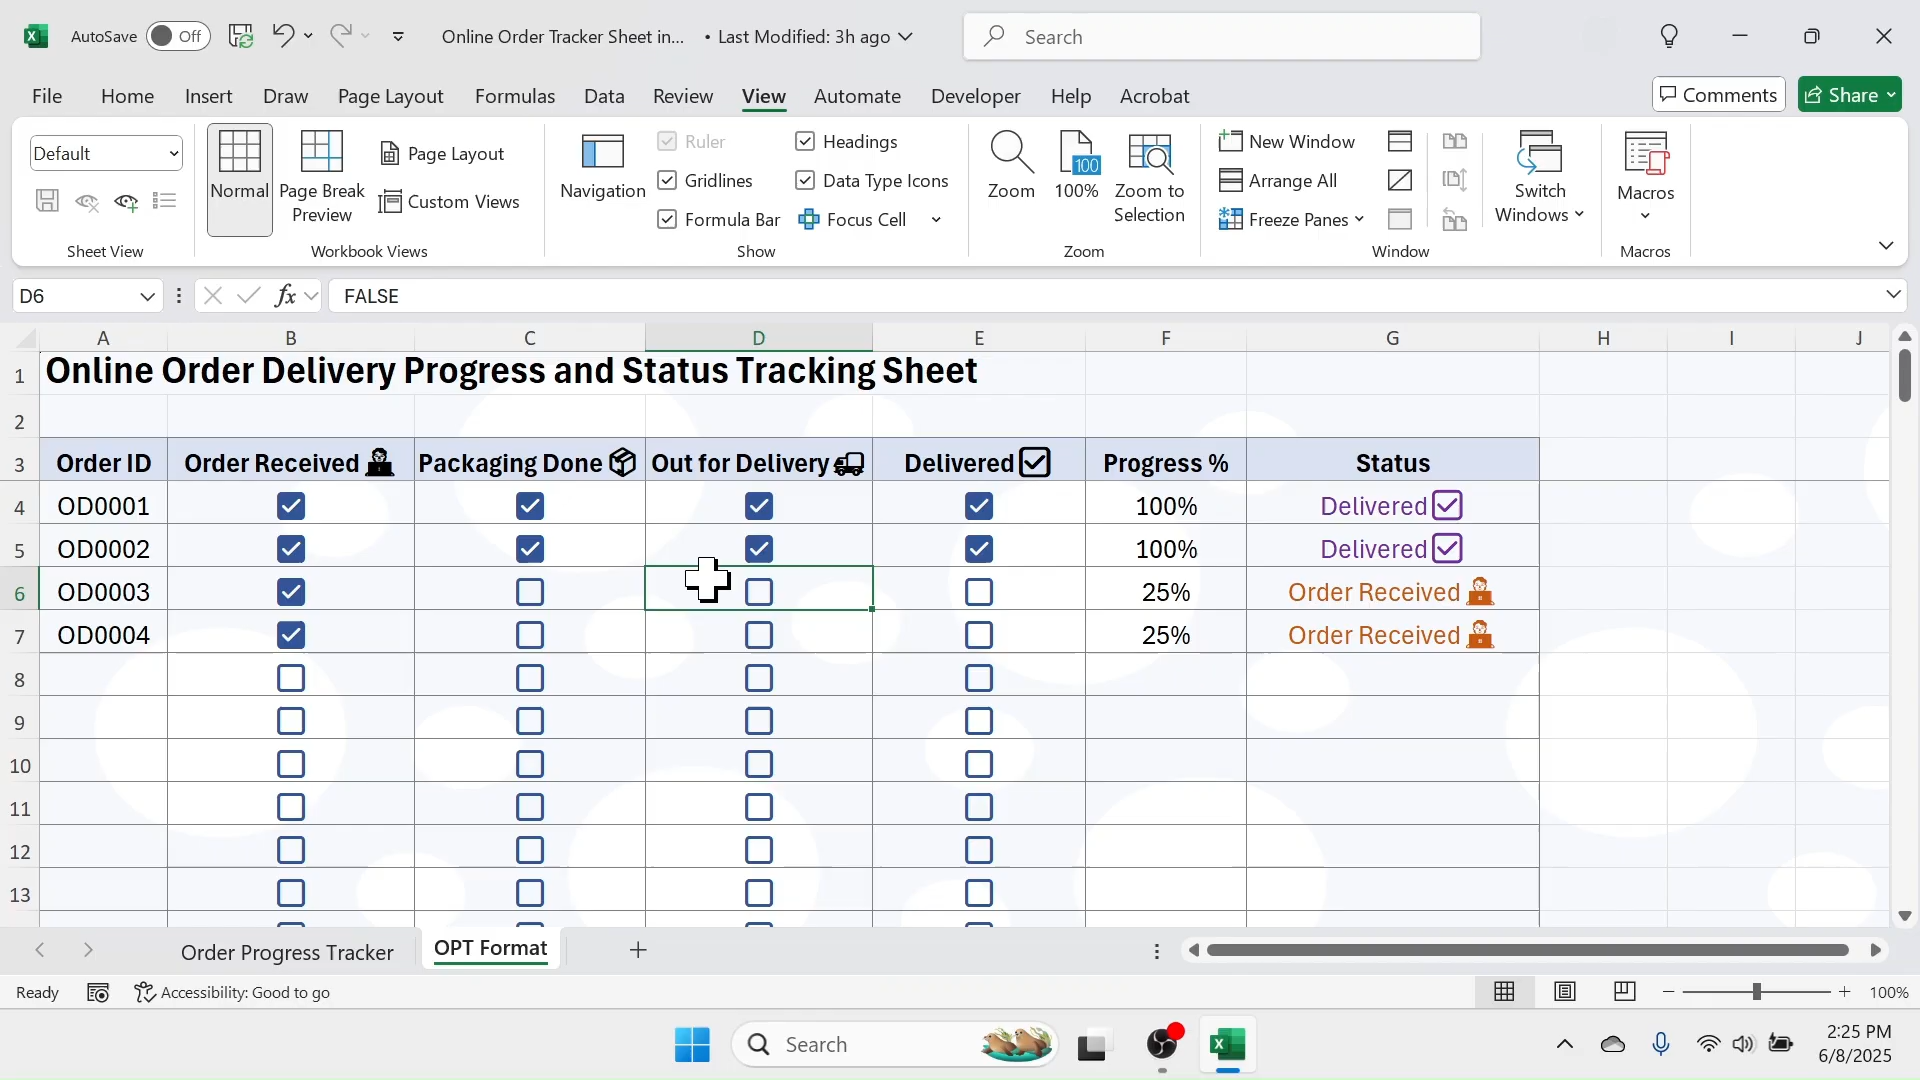 AutoSave Off Online Order Tracker Sheet in... • Last Modified: 3h ago Search
File Home Insert Draw Page Layout Formulas Data Review View Automate Developer Help Acrobat Comments Share
Default
Normal
Page Break
Preview
Page Layout
Custom Views
Navigation
Ruler
Gridlines
Formula Bar
Headings
Data Type Icons
Focus Cell
Zoom
100
100%
Zoom to
Selection
New Window
Arrange All
Freeze Panes
Switch
Windows
Macros
Sheet View Workbook Views Show Zoom Window Macros
D6 fx FALSE
A B C D E F G H I J
1 Online Order Delivery Progress and Status Tracking Sheet
2
3 Order ID Order Received Packaging Done Out for Delivery Delivered Progress % Status
4 OD0001 100% Delivered
5 OD0002 100% Delivered
6 OD0003 25% Order Received
7 OD0004 25% Order Received
8
9
10
11
12
13
Order Progress Tracker OPT Format
Ready Accessibility: Good to go 100%
Search 2:25 PM
6/8/2025